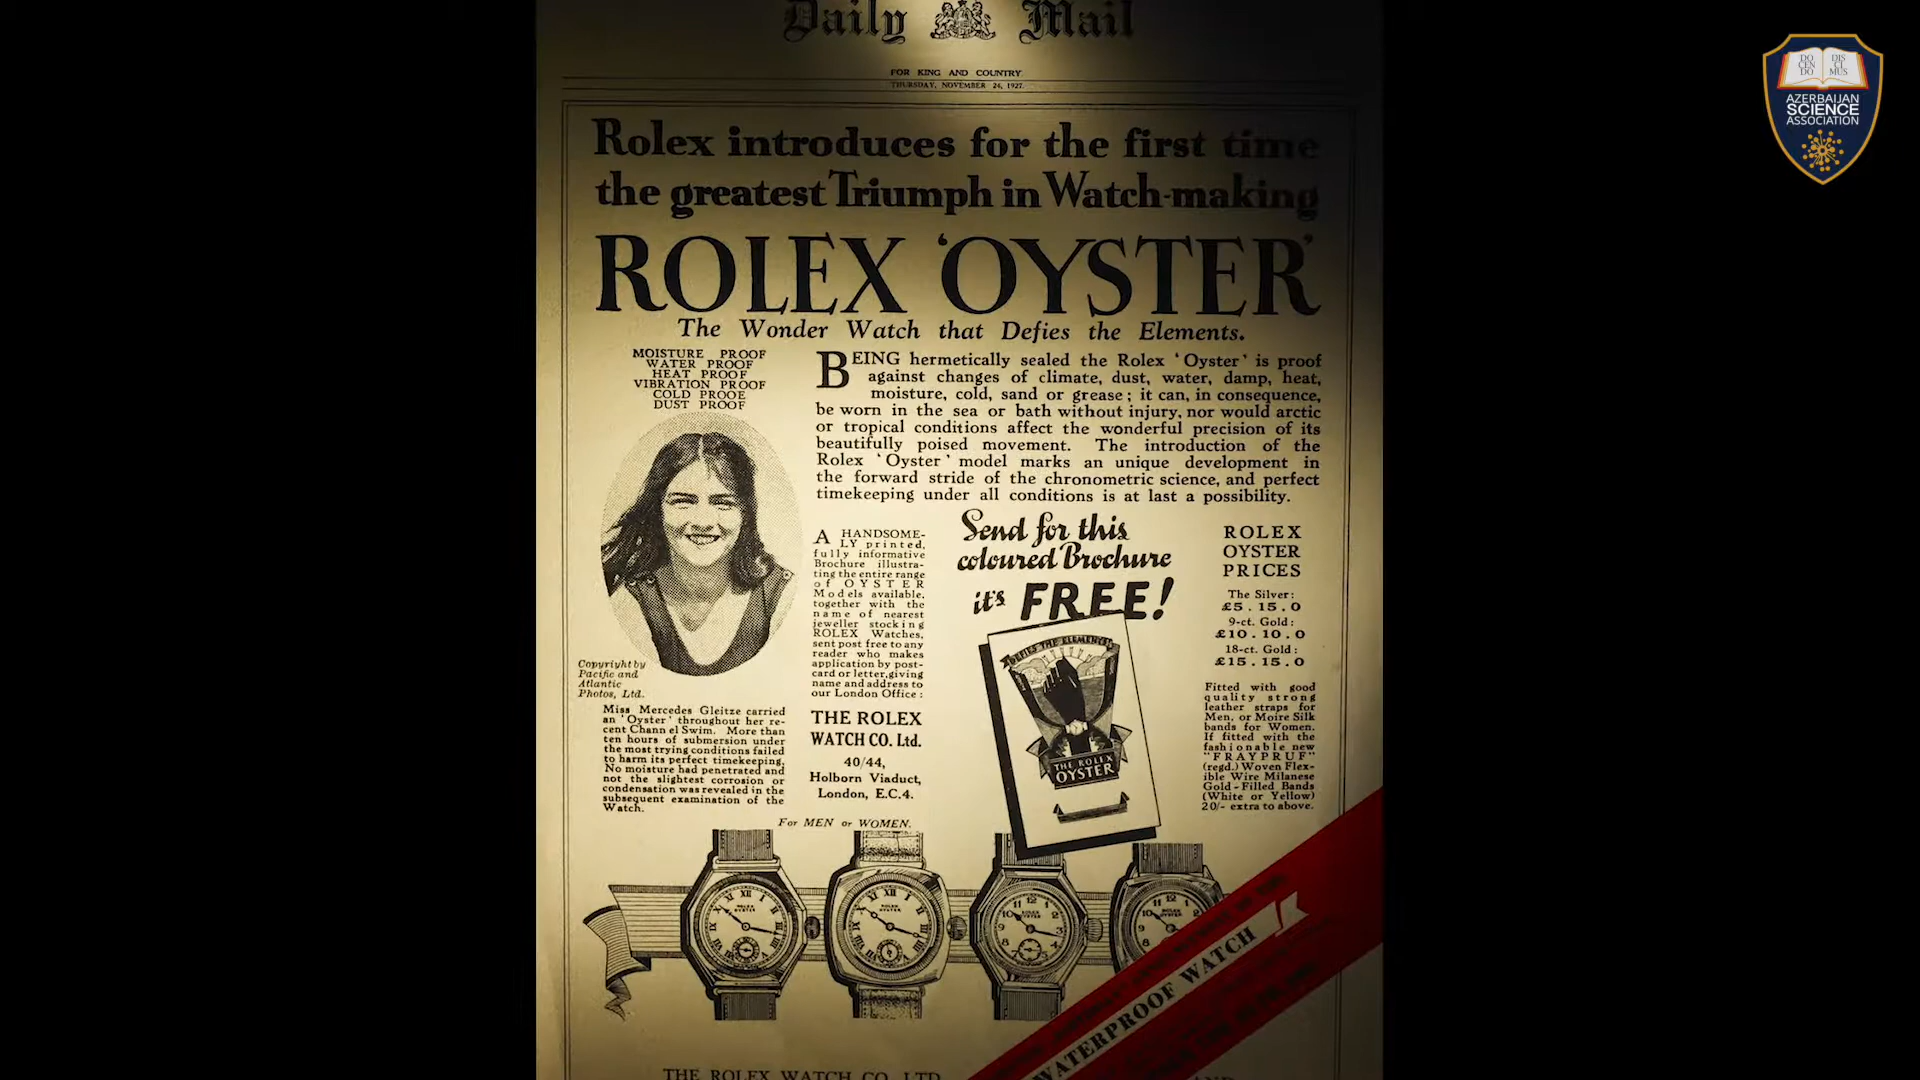 Daily Mail
FOR KING AND COUNTRY
THURSDAY, NOVEMBER 24, 1927.
Rolex introduces for the first time
the greatest Triumph in Watch-making
ROLEX 'OYSTER'
The Wonder Watch that Defies the Elements.
MOISTURE PROOF
WATER PROOF
HEAT PROOF
VIBRATION PROOF
COLD PROOF
DUST PROOF
BEING hermetically sealed the Rolex 'Oyster' is proof
against changes of climate, dust, water, damp, heat,
moisture, cold, sand or grease; it can, in consequence,
be worn in the sea or bath without injury, nor would arctic
or tropical conditions affect the wonderful precision of its
beautifully poised movement. The introduction of the
Rolex 'Oyster' model marks an unique development in
the forward stride of the chronometric science, and perfect
timekeeping under all conditions is at last a possibility.
Copyright by
Pacific and
Atlantic
Photos, Ltd.
Miss Mercedes Gleitze carried
an 'Oyster' throughout her re-
cent Channel Swim. More than
ten hours of submersion under
the most trying conditions failed
to harm its perfect timekeeping.
No moisture had penetrated and
not the slightest corrosion or
condensation was revealed in the
subsequent examination of the
Watch.
A HANDSOME-
LY printed,
fully informative
Brochure illustra-
ting the entire range
of OYSTER
Models available,
together with the
name of nearest
jeweller stocking
ROLEX Watches,
sent post free to any
reader who makes
application by post-
card or letter, giving
name and address to
our London Office:
THE ROLEX
WATCH CO. Ltd.
40/44,
Holborn Viaduct,
London, E.C.4.
Send for this
coloured Brochure
it's FREE!
DEFIES THE ELEMENTS
THE ROLEX
OYSTER
ROLEX
OYSTER
PRICES
The Silver:
£5.15.0
9-ct. Gold:
£10.10.0
18-ct. Gold:
£15.15.0
Fitted with good
quality strong
leather straps for
Men, or Moire Silk
bands for Women.
If fitted with the
fashionable new
"FRAYPRUF"
(regd.) Woven Flex-
ible Wire Milanese
Gold-Filled Bands
(White or Yellow)
20/- extra to above.
For MEN or WOMEN.
WATERPROOF WATCH
THE ROLEX WATCH CO. LTD
DO CEN DO DIS CI MUS
AZERBAIJAN
SCIENCE
ASSOCIATION